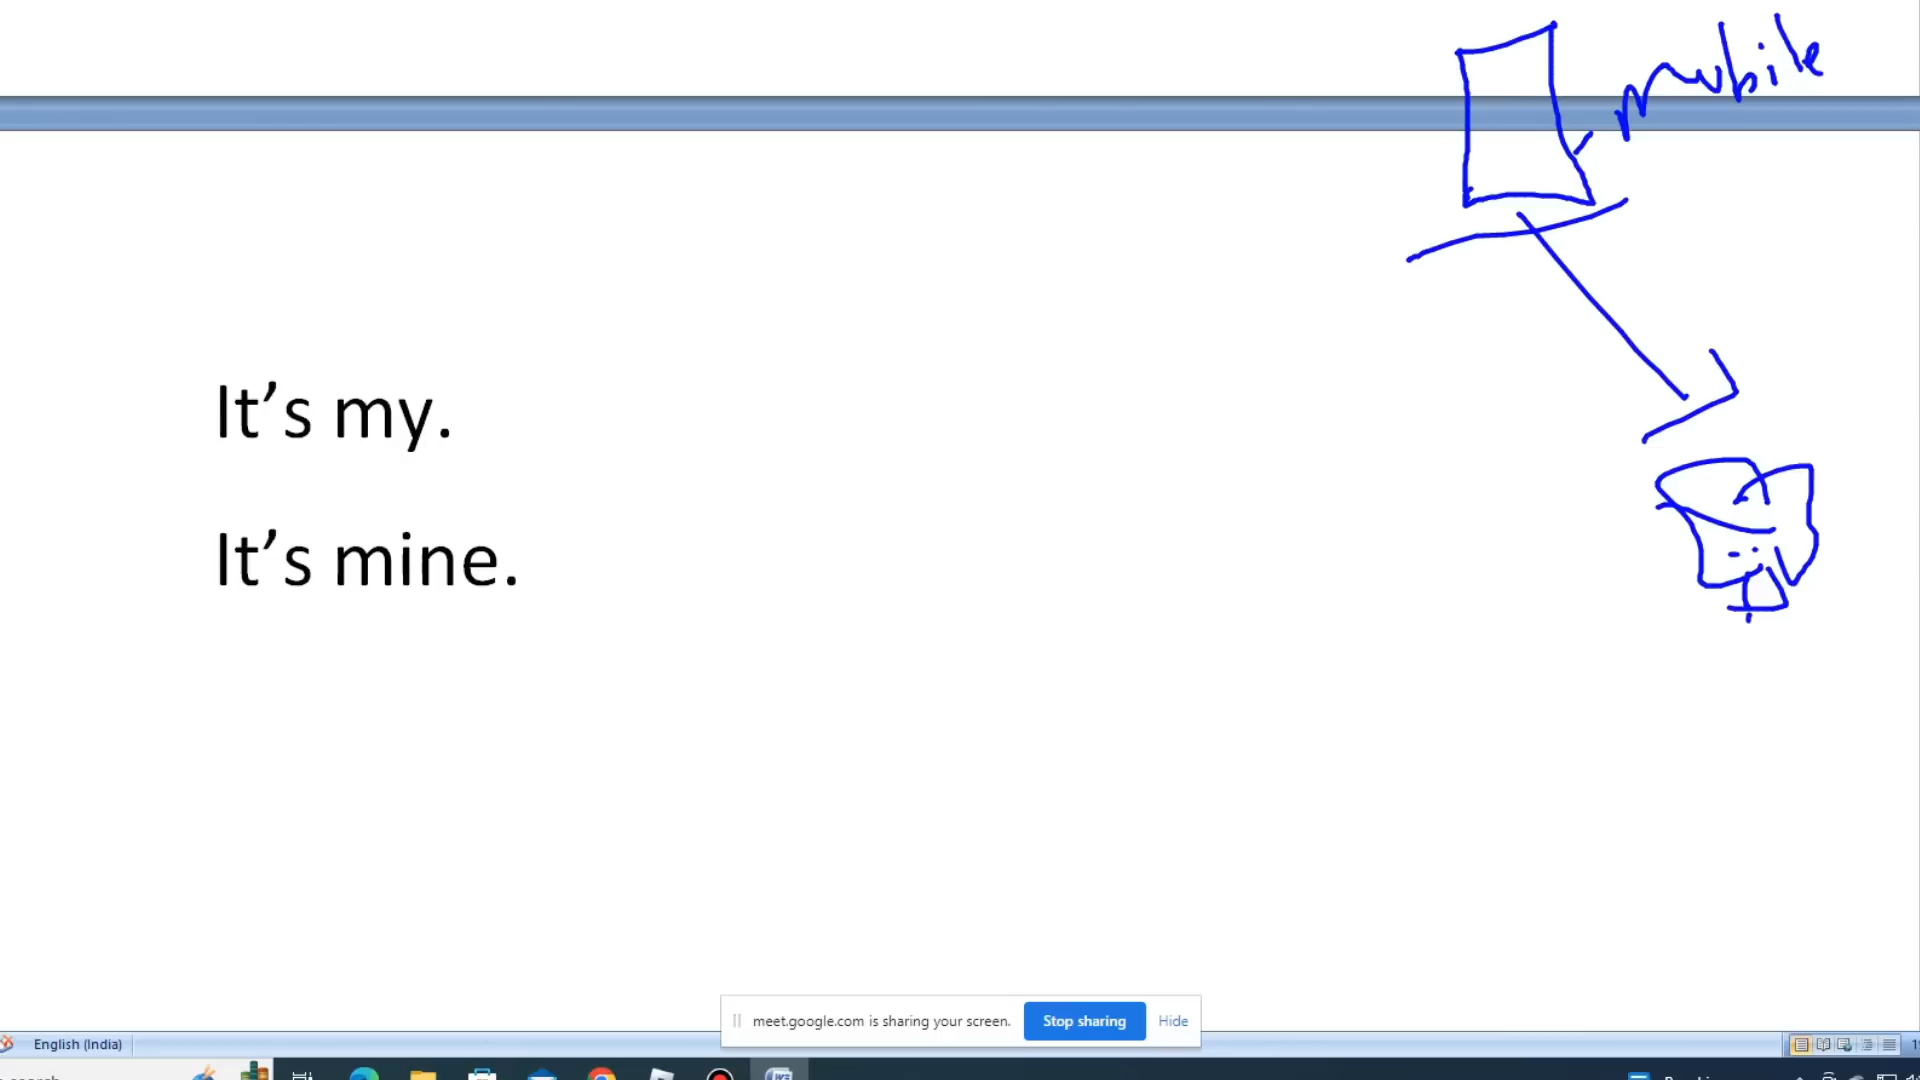 mobile
It’s my.
It’s mine.
meet.google.com is sharing your screen. Stop sharing Hide
English (India)